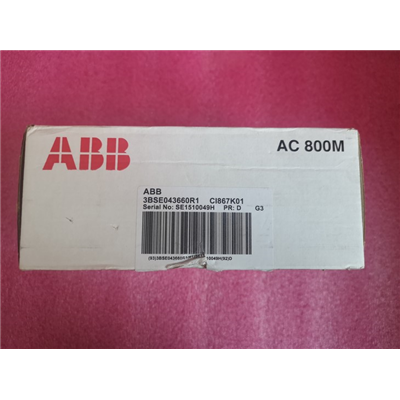 ABB
AC 800M
ABB
3BSE043660R1 CI867K01
Serial No: SE1510049H PR: D G3